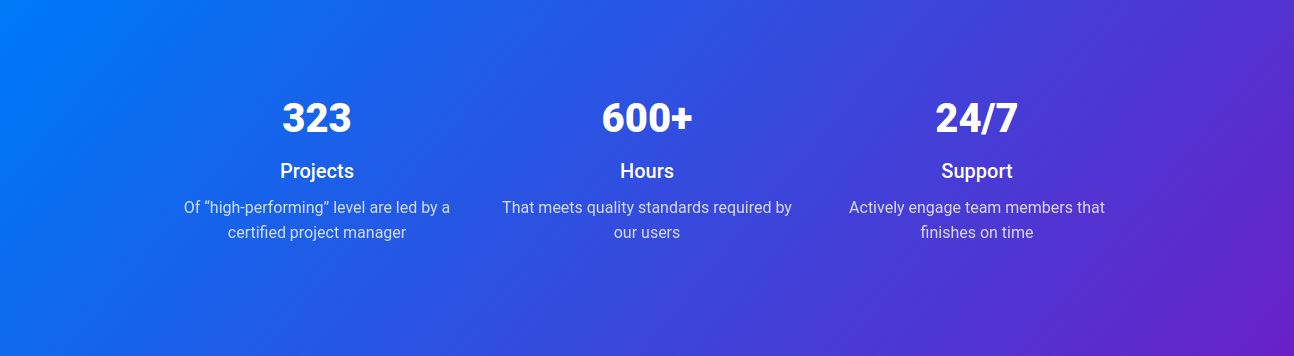 323
Projects
Of “high-performing” level are led by a
certified project manager
600+
Hours
That meets quality standards required by
our users
24/7
Support
Actively engage team members that
finishes on time